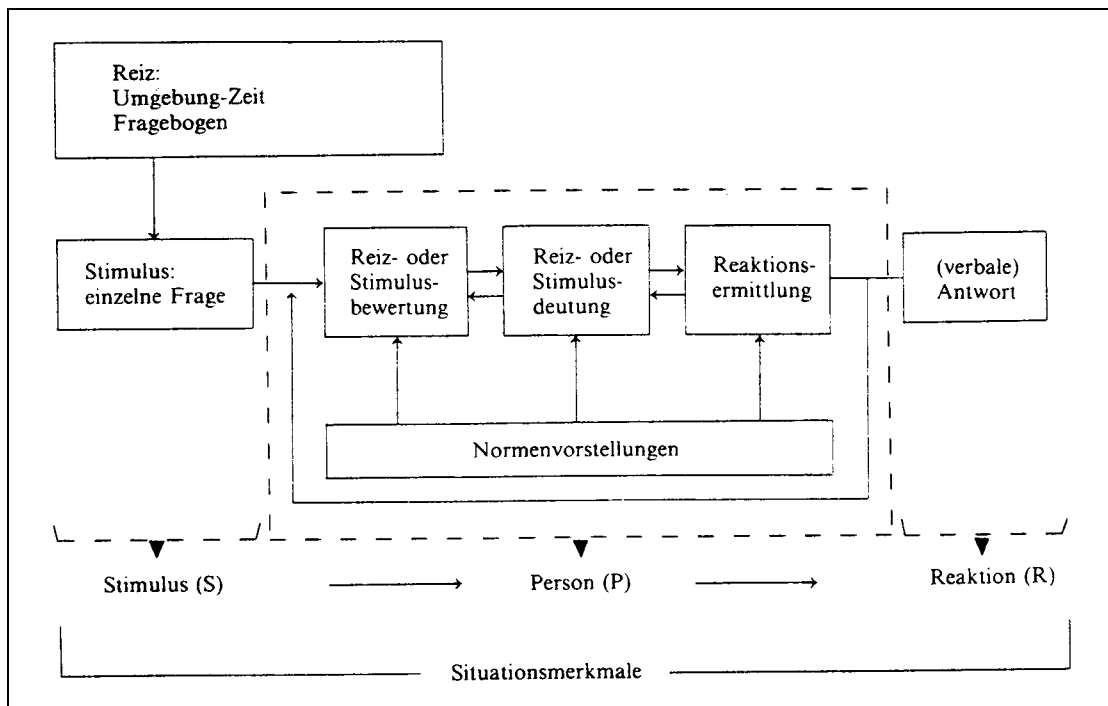 Reiz:
Umgebung-Zeit
Fragebogen
Stimulus:
einzelne Frage
Reiz- oder
Stimulus-
bewertung
Reiz- oder
Stimulus-
deutung
Reaktions-
ermittlung
(verbale)
Antwort
Normenvorstellungen
Stimulus (S)
Person (P)
Reaktion (R)
Situationsmerkmale